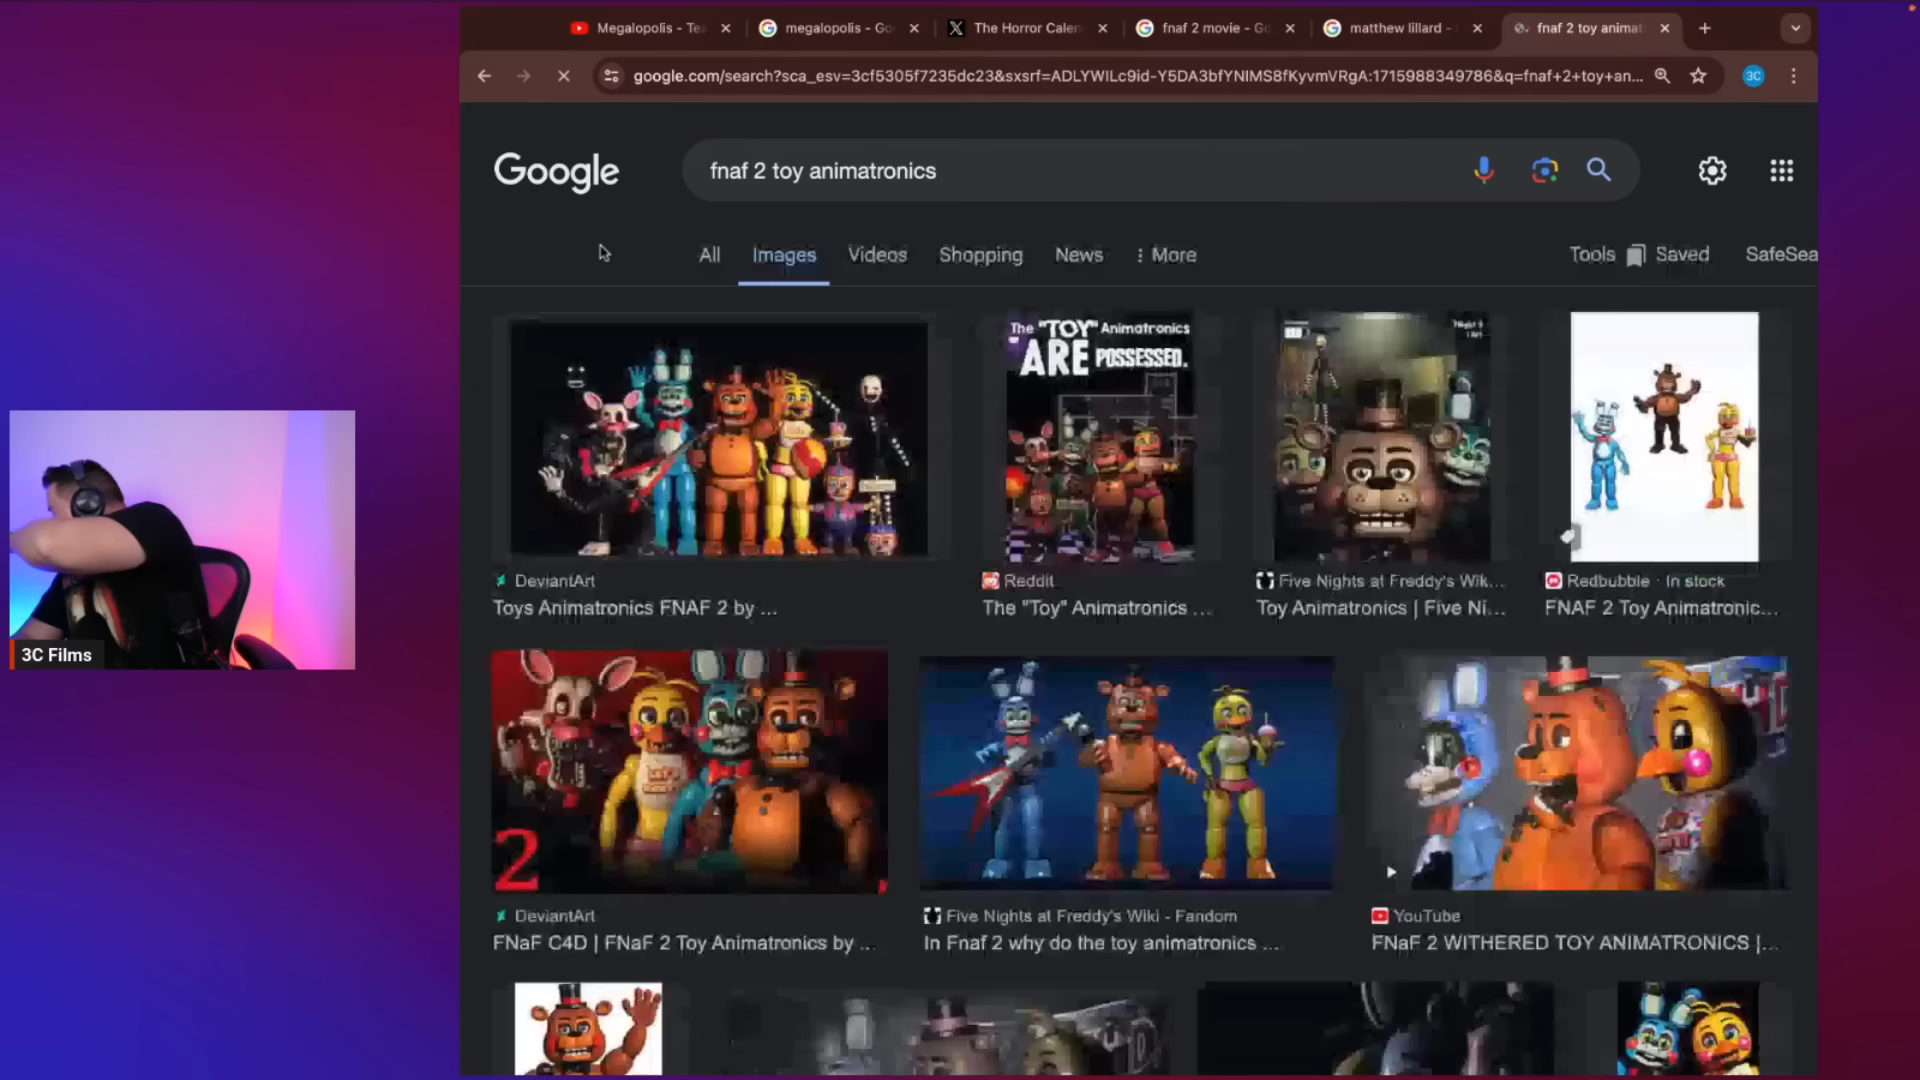 Megalopolis - Tea
megalopolis - Go
The Horror Calen
fnaf 2 movie - Go
matthew lillard -
fnaf 2 toy animat
google.com/search?sca_esv=3cf5305f7235dc23&sxsrf=ADLYWILc9id-Y5DA3bfYNIMS8fKyvmVRgA:1715988349786&q=fnaf+2+toy+an...
3C
Google
fnaf 2 toy animatronics
All
Images
Videos
Shopping
News
More
Tools
Saved
SafeSea
The "TOY" Animatronics
ARE POSSESSED.
DeviantArt
Toys Animatronics FNAF 2 by ...
Reddit
The "Toy" Animatronics ...
Five Nights at Freddy's Wik...
Toy Animatronics | Five Ni...
Redbubble · In stock
FNAF 2 Toy Animatronic...
3C Films
2
DeviantArt
FNaF C4D | FNaF 2 Toy Animatronics by ...
Five Nights at Freddy's Wiki - Fandom
In Fnaf 2 why do the toy animatronics ...
YouTube
FNaF 2 WITHERED TOY ANIMATRONICS |...